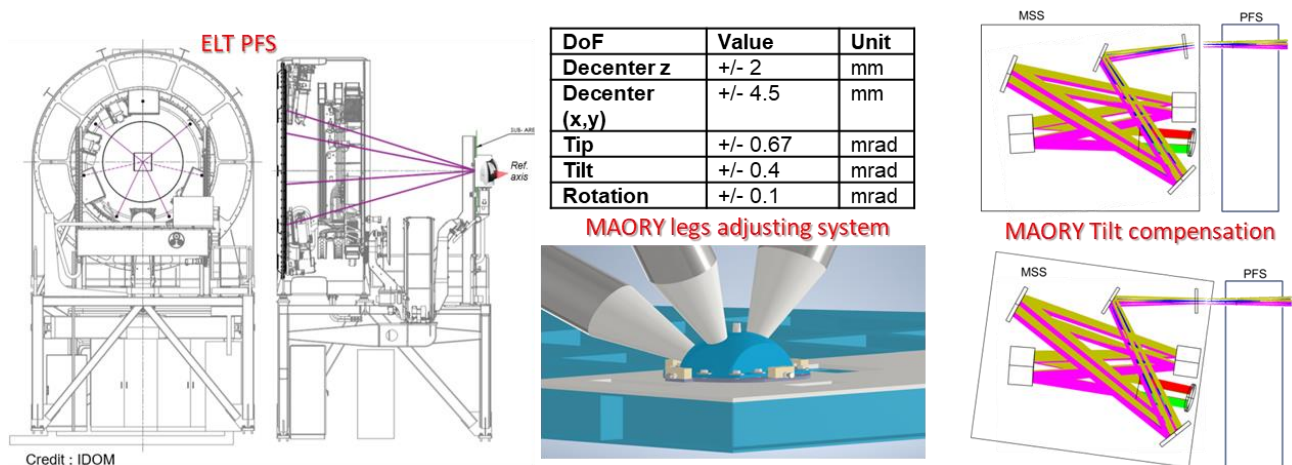 ELT PFS
SUB- ARS
Ref.
axis
Credit : IDOM
DoF Value Unit
Decenter z +/- 2 mm
Decenter +/- 4.5 mm
(x,y)
Tip +/- 0.67 mrad
Tilt +/- 0.4 mrad
Rotation +/- 0.1 mrad
MAORY legs adjusting system
MSS PFS
MAORY Tilt compensation
MSS PFS